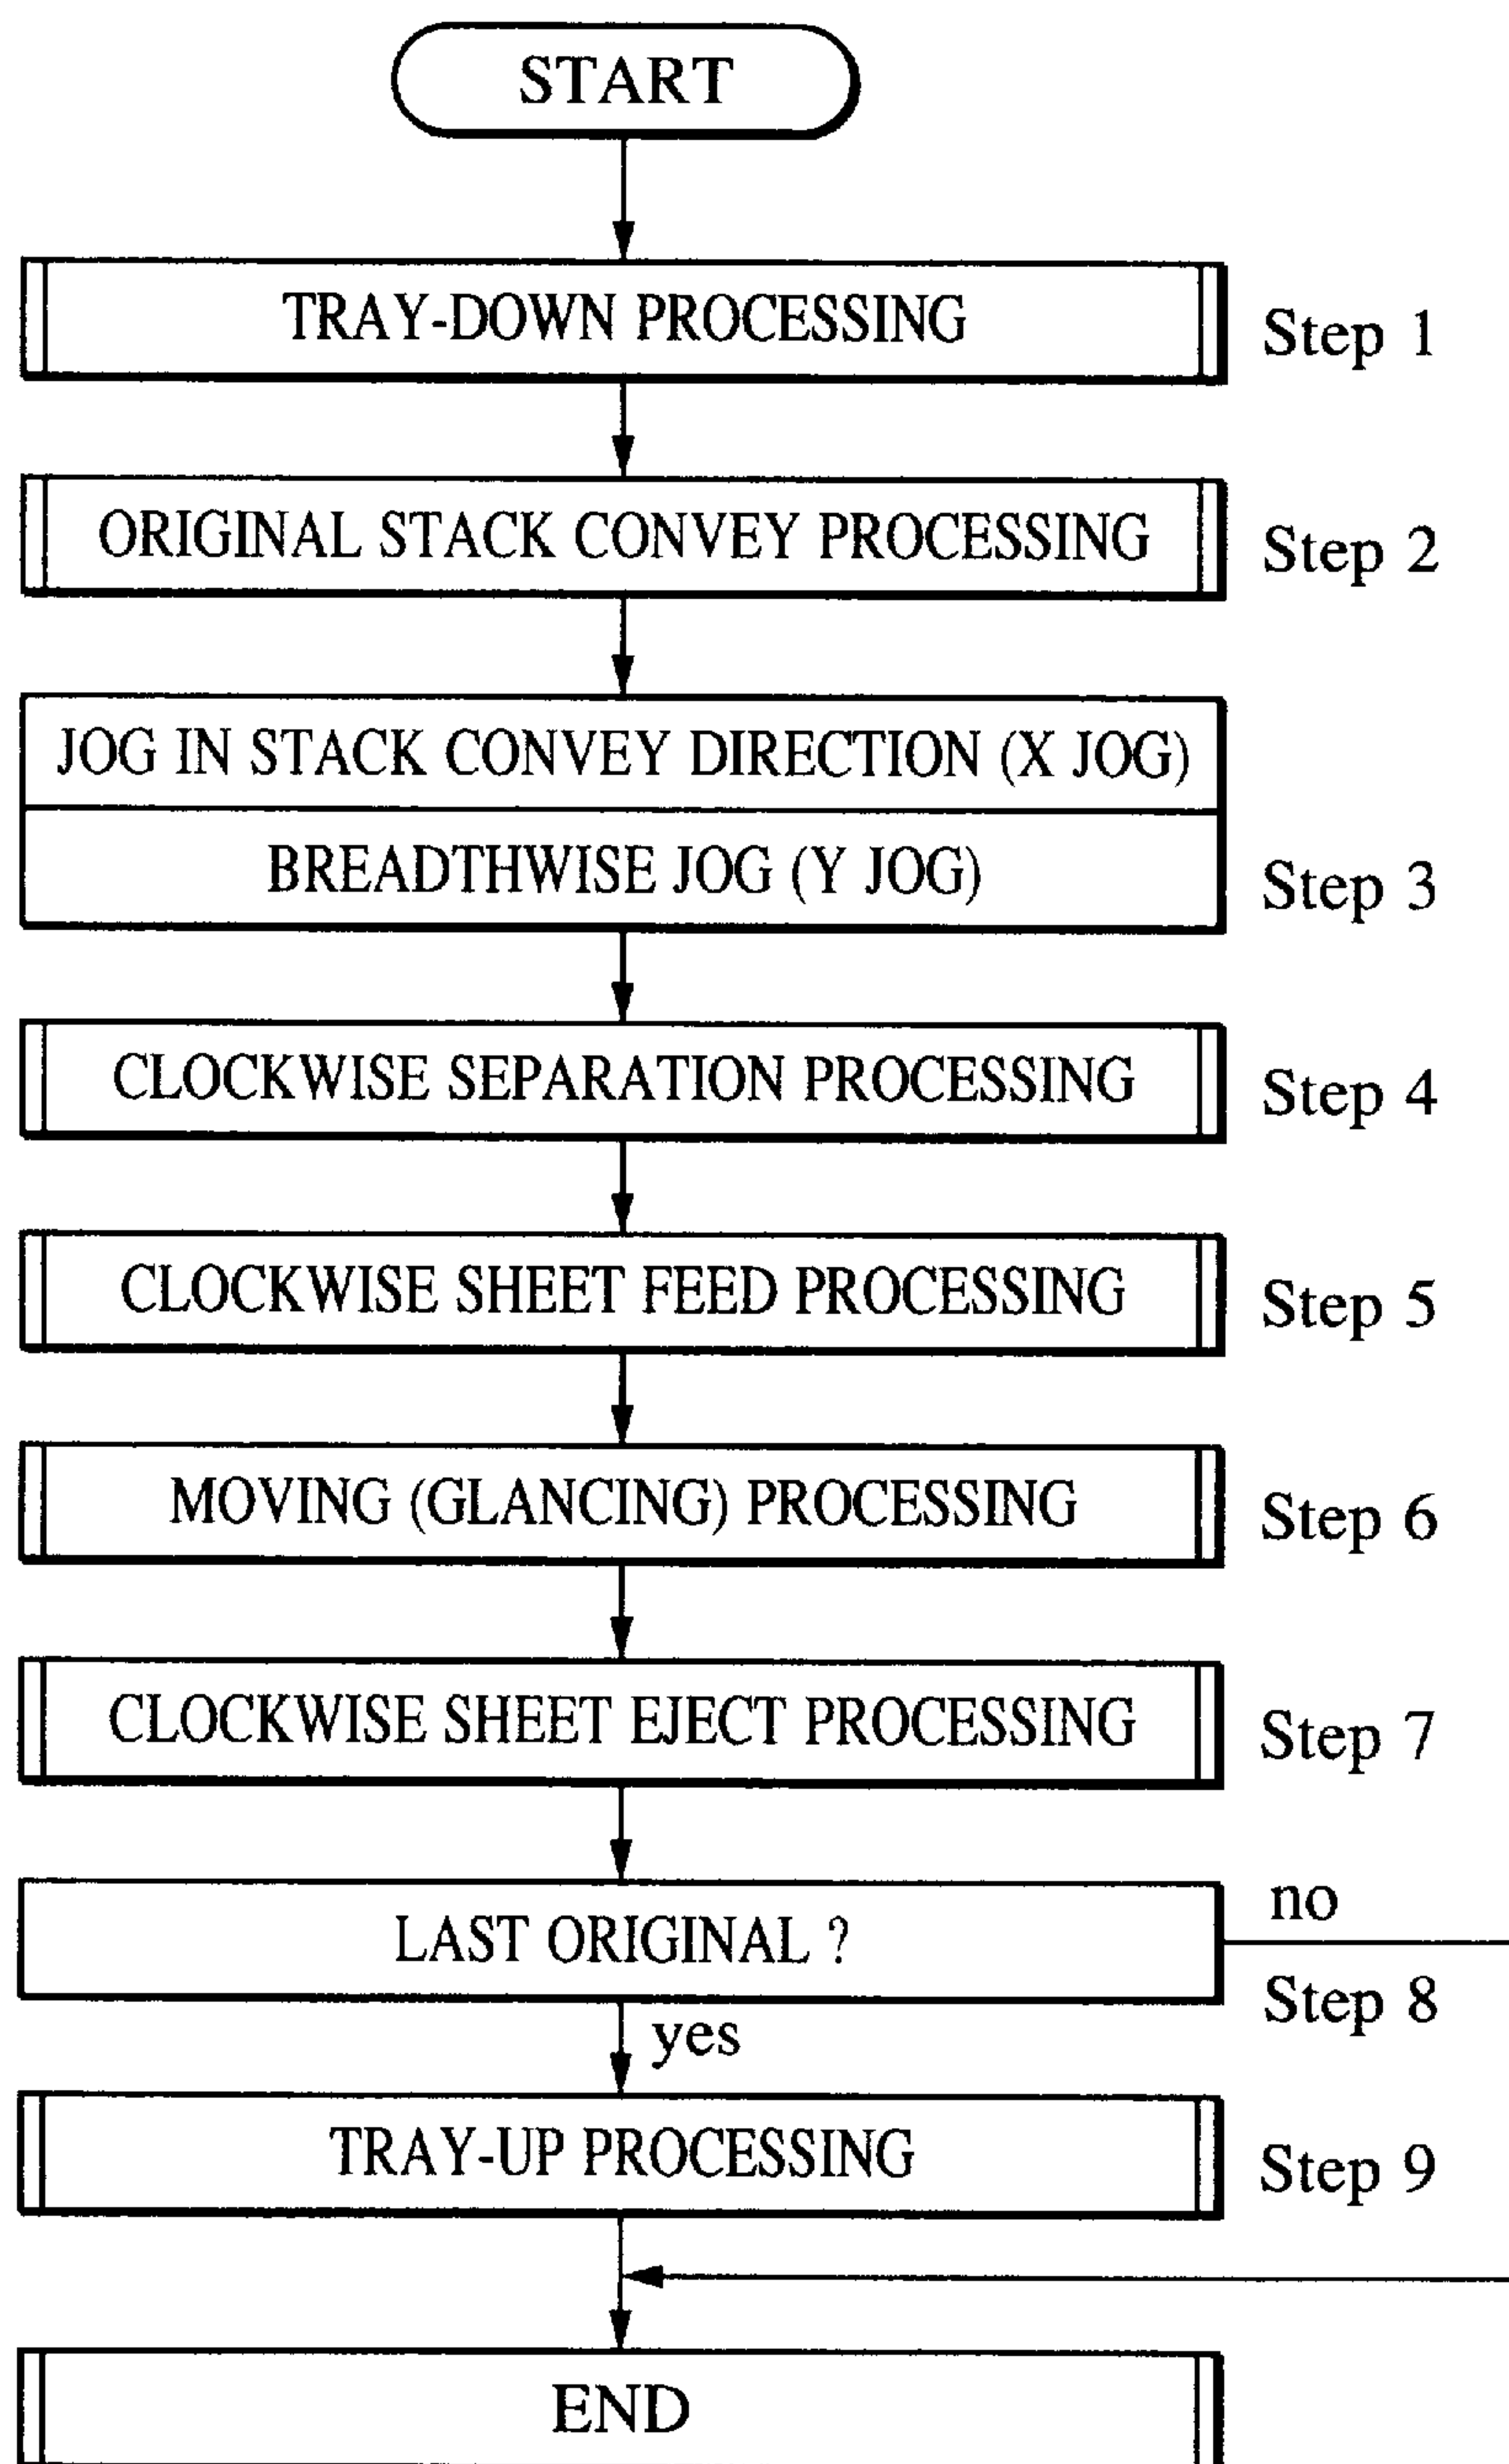 START
TRAY-DOWN PROCESSING
Step 1
ORIGINAL STACK CONVEY PROCESSING
Step 2
JOG IN STACK CONVEY DIRECTION (X JOG)
BREADTHWISE JOG (Y JOG)
Step 3
CLOCKWISE SEPARATION PROCESSING
Step 4
CLOCKWISE SHEET FEED PROCESSING
Step 5
MOVING (GLANCING) PROCESSING
Step 6
CLOCKWISE SHEET EJECT PROCESSING
Step 7
LAST ORIGINAL ?
no
Step 8
yes
TRAY-UP PROCESSING
Step 9
END